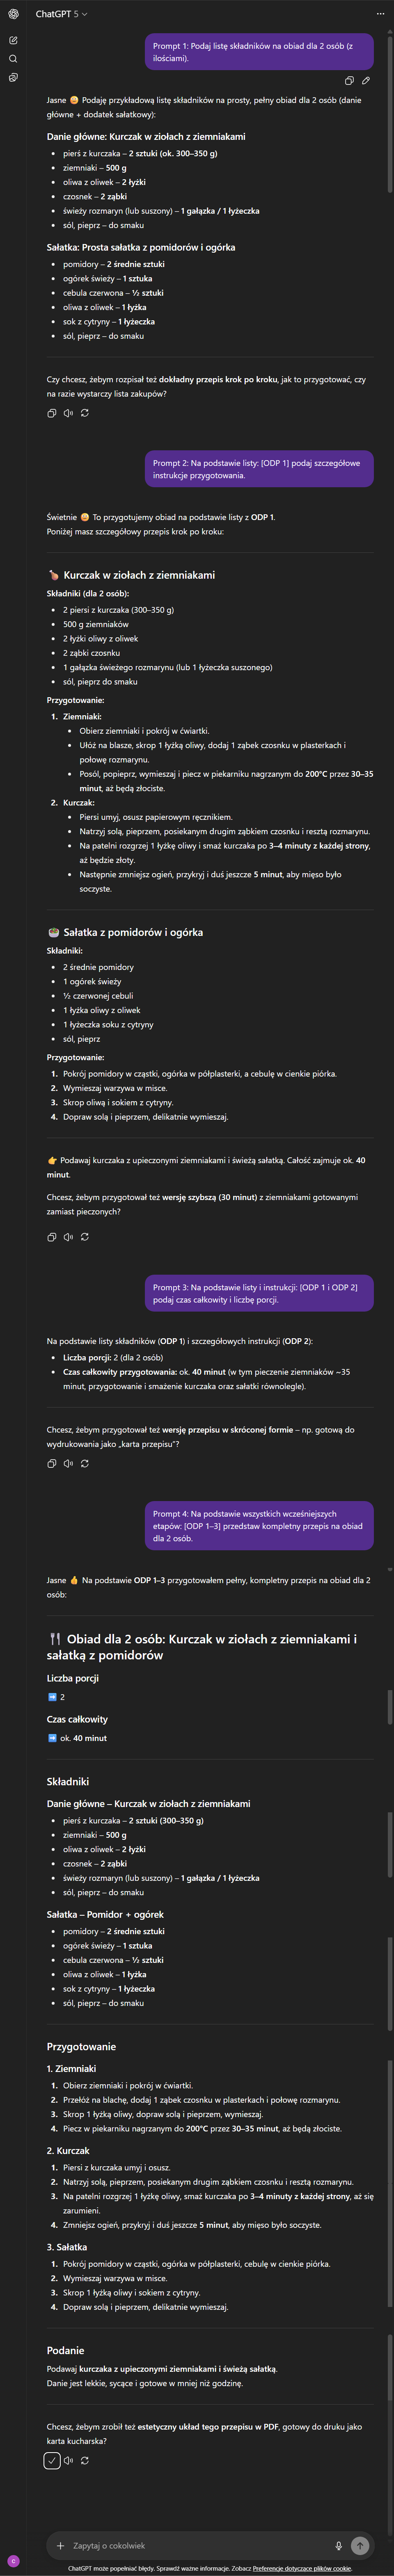 ChatGPT 5
Prompt 1: Podaj listę składników na obiad dla 2 osób (z
ilościami).
Jasne 😄 Podaję przykładową listę składników na prosty, pełny obiad dla 2 osób (danie
główne + dodatek sałatkowy):
Danie główne: Kurczak w ziołach z ziemniakami
• pierś z kurczaka – 2 sztuki (ok. 300–350 g)
• ziemniaki – 500 g
• oliwa z oliwek – 2 łyżki
• czosnek – 2 ząbki
• świeży rozmaryn (lub suszony) – 1 gałązka / 1 łyżeczka
• sól, pieprz – do smaku
Sałatka: Prosta sałatka z pomidorów i ogórka
• pomidory – 2 średnie sztuki
• ogórek świeży – 1 sztuka
• cebula czerwona – ½ sztuki
• oliwa z oliwek – 1 łyżka
• sok z cytryny – 1 łyżeczka
• sól, pieprz – do smaku
Czy chcesz, żebym rozpisał też dokładny przepis krok po kroku, jak to przygotować, czy
na razie wystarczy lista zakupów?
Prompt 2: Na podstawie listy: [ODP 1] podaj szczegółowe
instrukcje przygotowania.
Świetnie 😄 To przygotujemy obiad na podstawie listy z ODP 1.
Poniżej masz szczegółowy przepis krok po kroku:
🍗 Kurczak w ziołach z ziemniakami
Składniki (dla 2 osób):
• 2 piersi z kurczaka (300–350 g)
• 500 g ziemniaków
• 2 łyżki oliwy z oliwek
• 2 ząbki czosnku
• 1 gałązka świeżego rozmarynu (lub 1 łyżeczka suszonego)
• sól, pieprz do smaku
Przygotowanie:
1. Ziemniaki:
• Obierz ziemniaki i pokrój w ćwiartki.
• Ułóż na blasze, skrop 1 łyżką oliwy, dodaj 1 ząbek czosnku w plasterkach i
połowę rozmarynu.
• Posól, popieprz, wymieszaj i piecz w piekarniku nagrzanym do 200°C przez 30–35
minut, aż będą złociste.
2. Kurczak:
• Piersi umyj, osusz papierowym ręcznikiem.
• Natrzyj solą, pieprzem, posiekanym drugim ząbkiem czosnku i resztą rozmarynu.
• Na patelni rozgrzej 1 łyżkę oliwy i smaż kurczaka po 3–4 minuty z każdej strony,
aż będzie złoty.
• Następnie zmniejsz ogień, przykryj i duś jeszcze 5 minut, aby mięso było
soczyste.
🥗 Sałatka z pomidorów i ogórka
Składniki:
• 2 średnie pomidory
• 1 ogórek świeży
• ½ czerwonej cebuli
• 1 łyżka oliwy z oliwek
• 1 łyżeczka soku z cytryny
• sól, pieprz
Przygotowanie:
1. Pokrój pomidory w cząstki, ogórka w półplasterki, a cebulę w cienkie piórka.
2. Wymieszaj warzywa w misce.
3. Skrop oliwą i sokiem z cytryny.
4. Dopraw solą i pieprzem, delikatnie wymieszaj.
👉 Podawaj kurczaka z upieczonymi ziemniakami i świeżą sałatką. Całość zajmuje ok. 40
minut.
Chcesz, żebym przygotował też wersję szybszą (30 minut) z ziemniakami gotowanymi
zamiast pieczonych?
Prompt 3: Na podstawie listy i instrukcji: [ODP 1 i ODP 2]
podaj czas całkowity i liczbę porcji.
Na podstawie listy składników (ODP 1) i szczegółowych instrukcji (ODP 2):
• Liczba porcji: 2 (dla 2 osób)
• Czas całkowity przygotowania: ok. 40 minut (w tym pieczenie ziemniaków ~35
minut, przygotowanie i smażenie kurczaka oraz sałatki równolegle).
Chcesz, żebym przygotował też wersję przepisu w skróconej formie – np. gotową do
wydrukowania jako „karta przepisu”?
Prompt 4: Na podstawie wszystkich wcześniejszych
etapów: [ODP 1–3] przedstaw kompletny przepis na obiad
dla 2 osób.
Jasne 👍 Na podstawie ODP 1–3 przygotowałem pełny, kompletny przepis na obiad dla 2
osób:
🍴 Obiad dla 2 osób: Kurczak w ziołach z ziemniakami i
sałatką z pomidorów
Liczba porcji
➡️ 2
Czas całkowity
➡️ ok. 40 minut
Składniki
Danie główne – Kurczak w ziołach z ziemniakami
• pierś z kurczaka – 2 sztuki (300–350 g)
• ziemniaki – 500 g
• oliwa z oliwek – 2 łyżki
• czosnek – 2 ząbki
• świeży rozmaryn (lub suszony) – 1 gałązka / 1 łyżeczka
• sól, pieprz – do smaku
Sałatka – Pomidor + ogórek
• pomidory – 2 średnie sztuki
• ogórek świeży – 1 sztuka
• cebula czerwona – ½ sztuki
• oliwa z oliwek – 1 łyżka
• sok z cytryny – 1 łyżeczka
• sól, pieprz – do smaku
Przygotowanie
1. Ziemniaki
1. Obierz ziemniaki i pokrój w ćwiartki.
2. Przełóż na blachę, dodaj 1 ząbek czosnku w plasterkach i połowę rozmarynu.
3. Skrop 1 łyżką oliwy, dopraw solą i pieprzem, wymieszaj.
4. Piecz w piekarniku nagrzanym do 200°C przez 30–35 minut, aż będą złociste.
2. Kurczak
1. Piersi z kurczaka umyj i osusz.
2. Natrzyj solą, pieprzem, posiekanym drugim ząbkiem czosnku i resztą rozmarynu.
3. Na patelni rozgrzej 1 łyżkę oliwy, smaż kurczaka po 3–4 minuty z każdej strony, aż się
zarumieni.
4. Zmniejsz ogień, przykryj i duś jeszcze 5 minut, aby mięso było soczyste.
3. Sałatka
1. Pokrój pomidory w cząstki, ogórka w półplasterki, cebulę w cienkie piórka.
2. Wymieszaj warzywa w misce.
3. Skrop 1 łyżką oliwy i sokiem z cytryny.
4. Dopraw solą i pieprzem, delikatnie wymieszaj.
Podanie
Podawaj kurczaka z upieczonymi ziemniakami i świeżą sałatką.
Danie jest lekkie, sycące i gotowe w mniej niż godzinę.
Chcesz, żebym zrobił też estetyczny układ tego przepisu w PDF, gotowy do druku jako
karta kucharska?
Zapytaj o cokolwiek
C
ChatGPT może popełniać błędy. Sprawdź ważne informacje. Zobacz Preferencje dotyczące plików cookie.